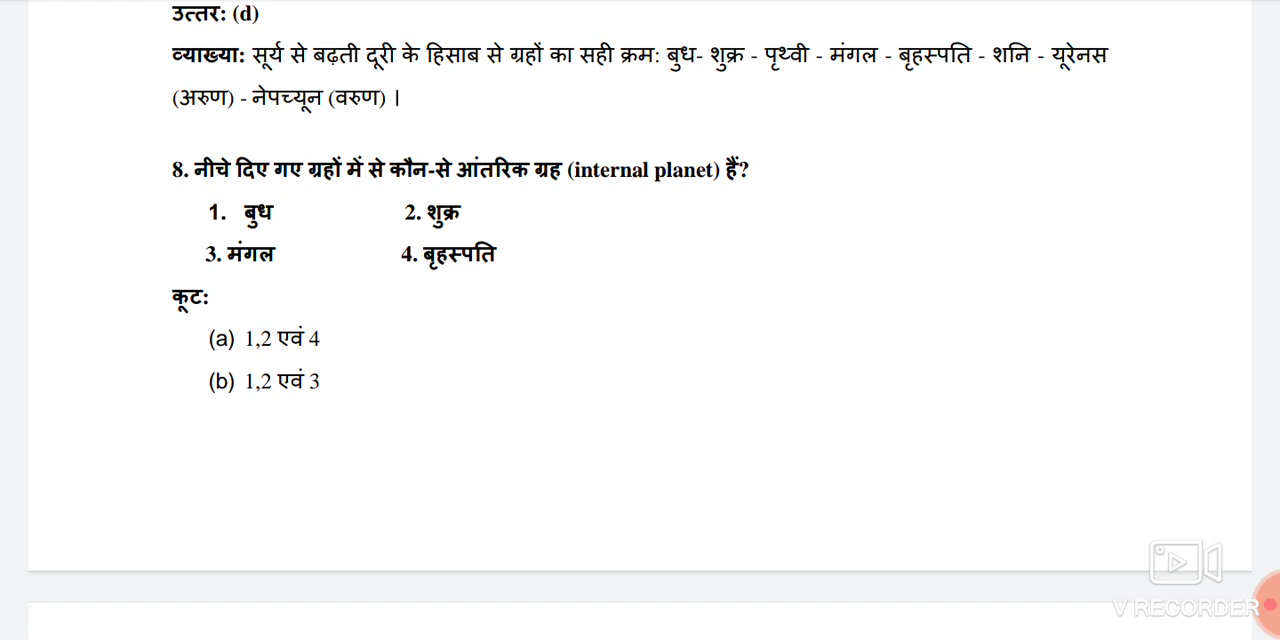 उत्तर: (d)
व्याख्या: सूर्य से बढ़ती दूरी के हिसाब से ग्रहों का सही क्रम: बुध- शुक्र - पृथ्वी - मंगल - बृहस्पति - शनि - यूरेनस
(अरुण) - नेपच्यून (वरुण) ।
8. नीचे दिए गए ग्रहों में से कौन-से आंतरिक ग्रह (internal planet) हैं?
1. बुध 2. शुक्र
3. मंगल 4. बृहस्पति
कूट:
(a) 1,2 एवं 4
(b) 1,2 एवं 3
V RECORDER